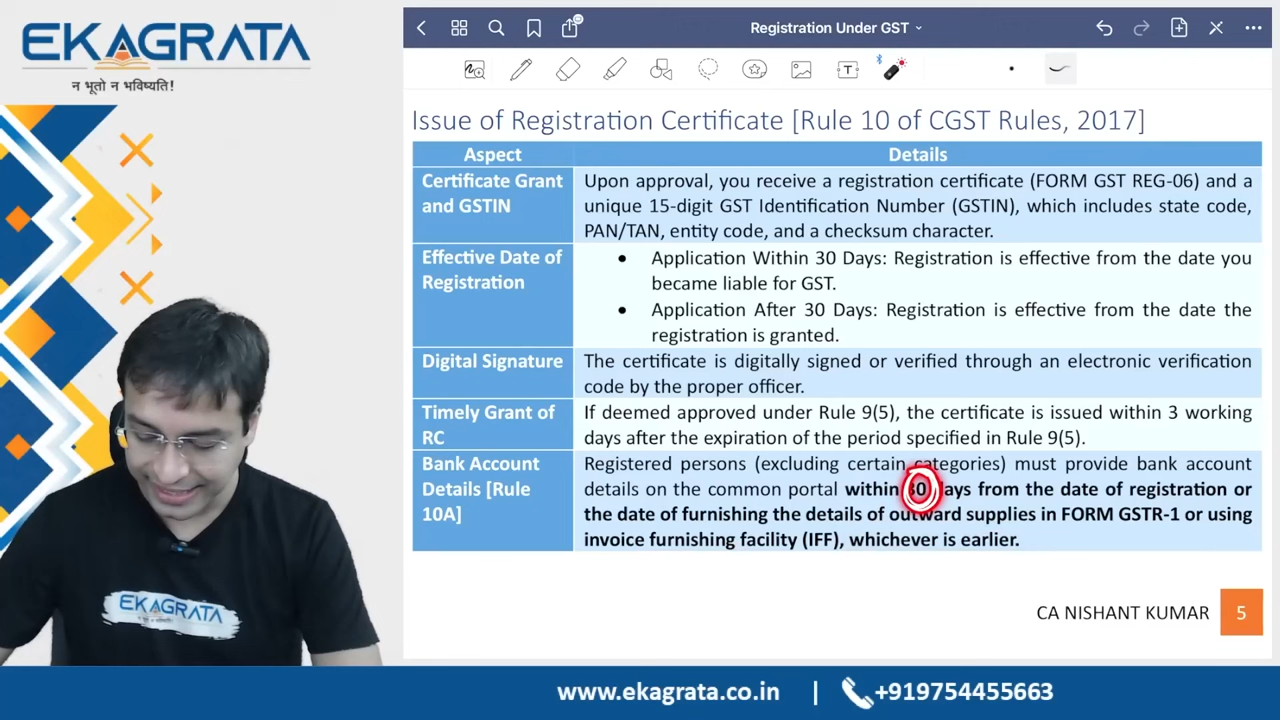 EKAGRATA
न भूतो न भविष्यति!
Registration Under GST
T
Issue of Registration Certificate [Rule 10 of CGST Rules, 2017]
Aspect Details
Certificate Grant and GSTIN
Upon approval, you receive a registration certificate (FORM GST REG-06) and a
unique 15-digit GST Identification Number (GSTIN), which includes state code,
PAN/TAN, entity code, and a checksum character.
Effective Date of Registration
• Application Within 30 Days: Registration is effective from the date you
became liable for GST.
• Application After 30 Days: Registration is effective from the date the
registration is granted.
Digital Signature
The certificate is digitally signed or verified through an electronic verification
code by the proper officer.
Timely Grant of RC
If deemed approved under Rule 9(5), the certificate is issued within 3 working
days after the expiration of the period specified in Rule 9(5).
Bank Account Details [Rule 10A]
Registered persons (excluding certain categories) must provide bank account
details on the common portal within 30 days from the date of registration or
the date of furnishing the details of outward supplies in FORM GSTR-1 or using
invoice furnishing facility (IFF), whichever is earlier.
CA NISHANT KUMAR 5
EKAGRATA
www.ekagrata.co.in | +919754455663